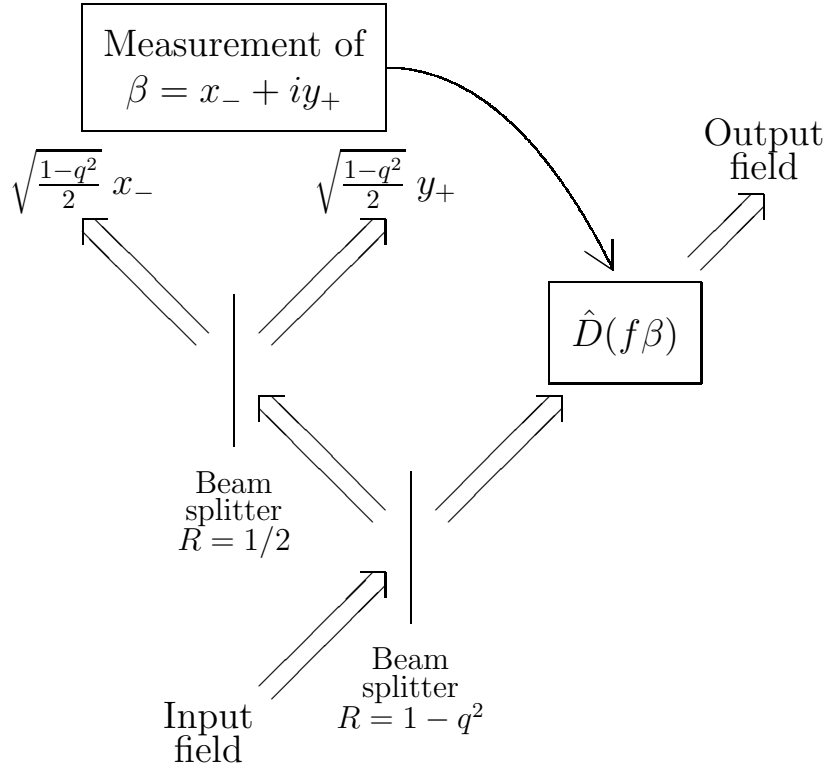 Measurement of
β = x₋ + iy₊
√((1−q²)/2) x₋
√((1−q²)/2) y₊
Output
field
D̂(fβ)
Beam
splitter
R = 1/2
Beam
splitter
R = 1 − q²
Input
field